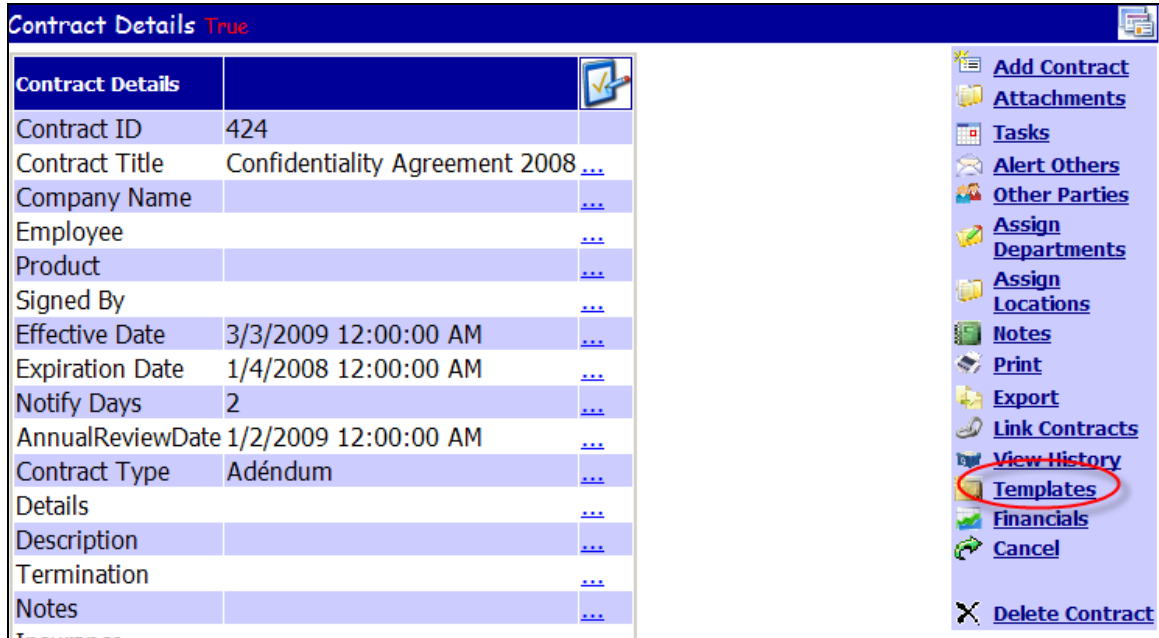 Contract Details True
Contract Details
Contract ID 424
Contract Title Confidentiality Agreement 2008 ...
Company Name ...
Employee ...
Product ...
Signed By ...
Effective Date 3/3/2009 12:00:00 AM ...
Expiration Date 1/4/2008 12:00:00 AM ...
Notify Days 2 ...
AnnualReviewDate 1/2/2009 12:00:00 AM ...
Contract Type Adéndum ...
Details ...
Description ...
Termination ...
Notes ...
Add Contract
Attachments
Tasks
Alert Others
Other Parties
Assign
Departments
Assign
Locations
Notes
Print
Export
Link Contracts
View History
Templates
Financials
Cancel
Delete Contract